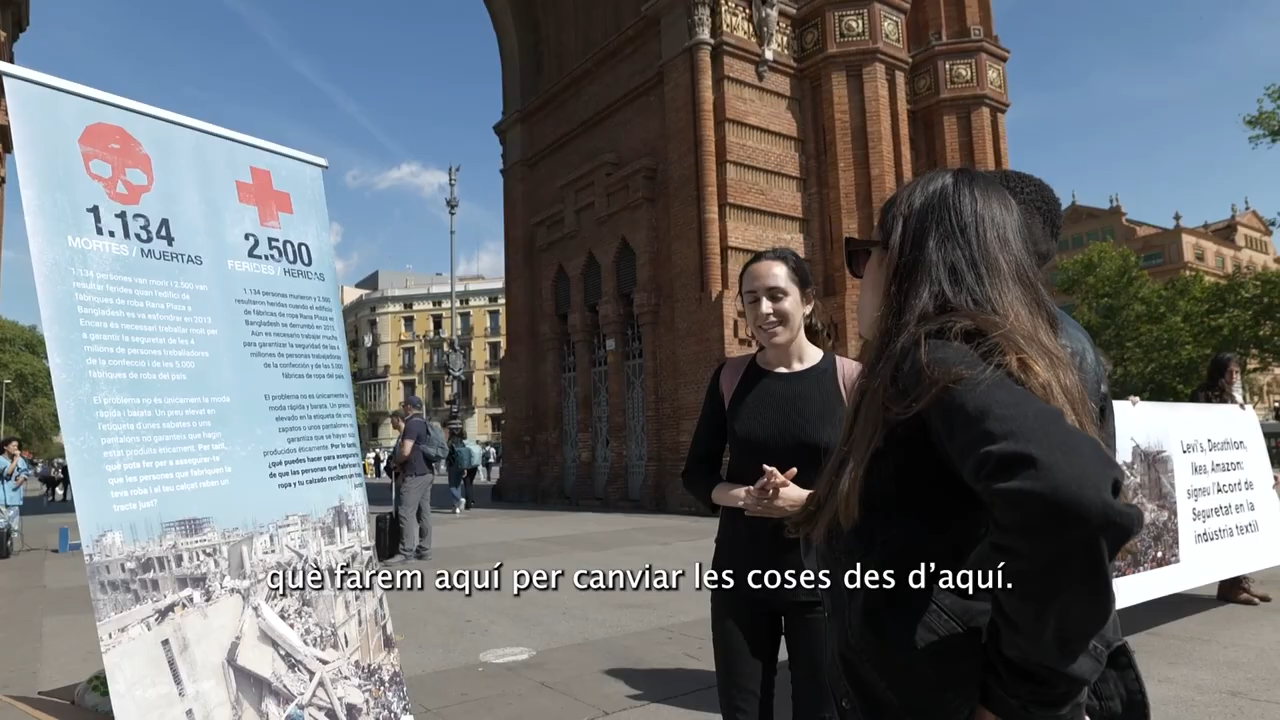 1.134
MORTES / MUERTAS
1.134 persones van morir i 2.500 van
resultar ferides quan l'edifici de
fàbriques de roba Rana Plaza a
Bangladesh es va esfondrar en 2013
Encara és necessari treballar molt per
a garantir la seguretat de les 4
milions de persones treballadores
de la confecció i de les 5.000
fàbriques de roba del país.
El problema no és únicament la moda
ràpida i barata. Un preu elevat en
l'etiqueta d'unes sabates o uns
pantalons no garanteix que hagin
estat produïts èticament. Per tant,
què pots fer per a assegurar-te
que les persones que fabriquen la
teva roba i el teu calçat reben un
tracte just?
2.500
FERIDES / HERIDAS
1.134 personas murieron y 2.500
resultaron heridas cuando el edificio
de fábricas de ropa Rana Plaza en
Bangladesh se derrumbó en 2013.
Aún es necesario trabajar mucho
para garantizar la seguridad de las 4
millones de personas trabajadoras
de la confección y de las 5.000
fábricas de ropa del país.
El problema no es únicamente la moda
rápida y barata. Un precio
elevado en la etiqueta de unos
zapatos o unos pantalones no
garantiza que se hayan sido
producidos éticamente. Por lo tanto,
¿qué puedes hacer para asegurarte
de que las personas que fabrican tu
ropa y tu calzado reciben un trato
Levi's, Decathlon,
Ikea, Amazon:
signeu l'Acord de
Seguretat en la
indústria tèxtil
què farem aquí per canviar les coses des d'aquí.